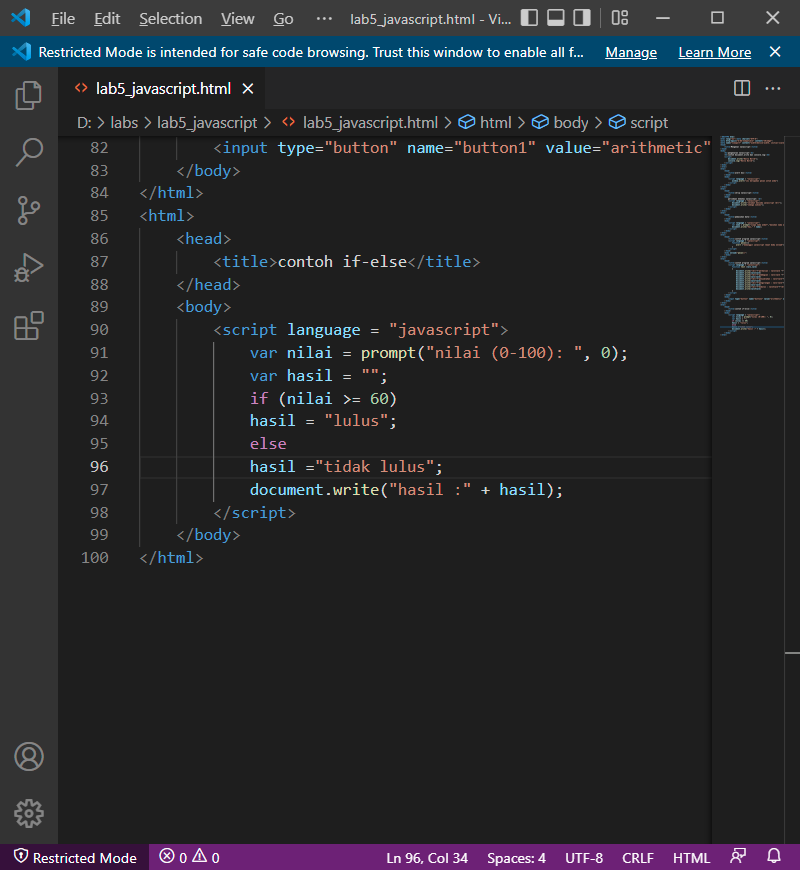 File Edit Selection View Go ··· lab5_javascript.html - Vi...
Restricted Mode is intended for safe code browsing. Trust this window to enable all f... Manage Learn More
<> lab5_javascript.html
D: > labs > lab5_javascript > <> lab5_javascript.html > html > body > script
82 <input type="button" name="button1" value="arithmetic"
83 </body>
84 </html>
85 <html>
86 <head>
87 <title>contoh if-else</title>
88 </head>
89 <body>
90 <script language = "javascript">
91 var nilai = prompt("nilai (0-100): ", 0);
92 var hasil = "";
93 if (nilai >= 60)
94 hasil = "lulus";
95 else
96 hasil ="tidak lulus";
97 document.write("hasil :" + hasil);
98 </script>
99 </body>
100 </html>
Restricted Mode 0 0 Ln 96, Col 34 Spaces: 4 UTF-8 CRLF HTML